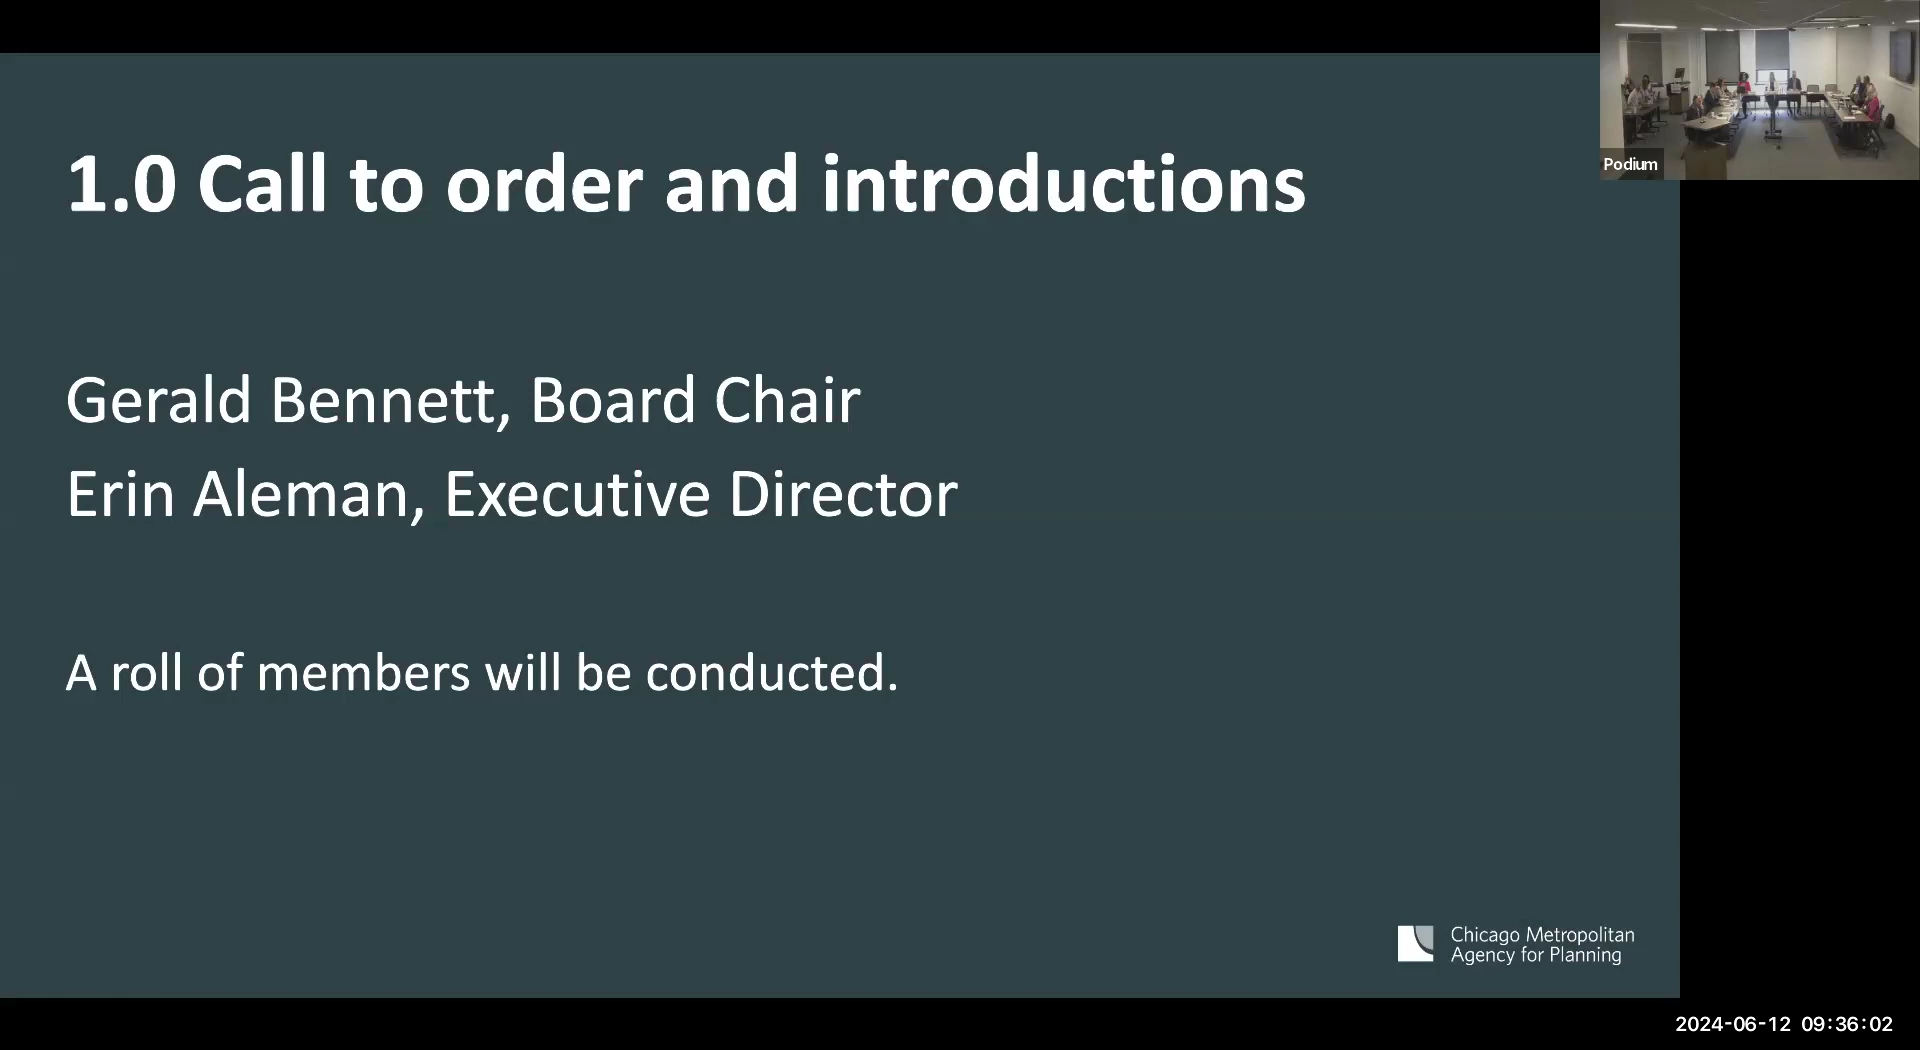 1.0 Call to order and introductions
Gerald Bennett, Board Chair
Erin Aleman, Executive Director
A roll of members will be conducted.
Chicago Metropolitan
Agency for Planning
Podium
2024-06-12 09:36:02